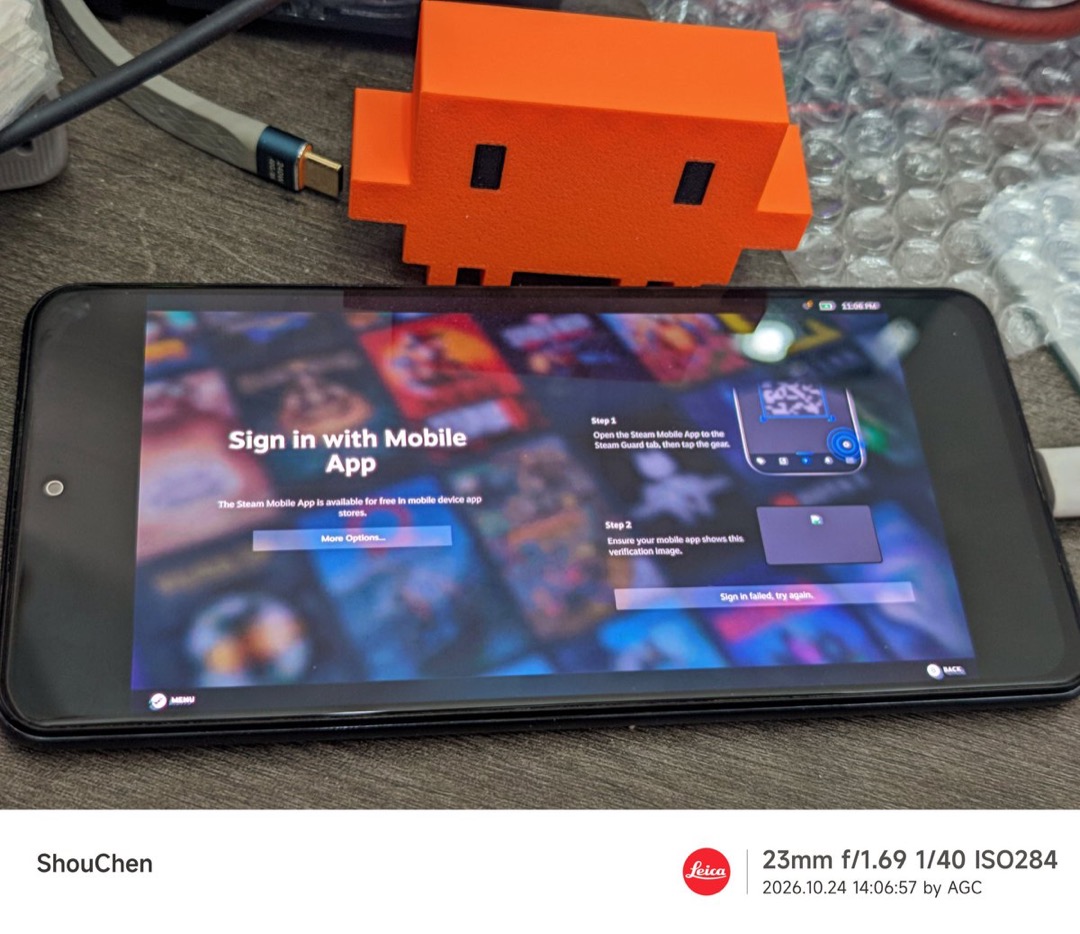 11:06 PM
Sign in with Mobile
App
The Steam Mobile App is available for free in mobile device app
stores.
More Options...
Step 1
Open the Steam Mobile App to the
Steam Guard tab, then tap the gear.
Step 2
Ensure your mobile app shows this
verification image.
Sign in failed, try again.
MENU
BACK
ShouChen
Leica
23mm f/1.69 1/40 ISO284
2026.10.24 14:06:57 by AGC